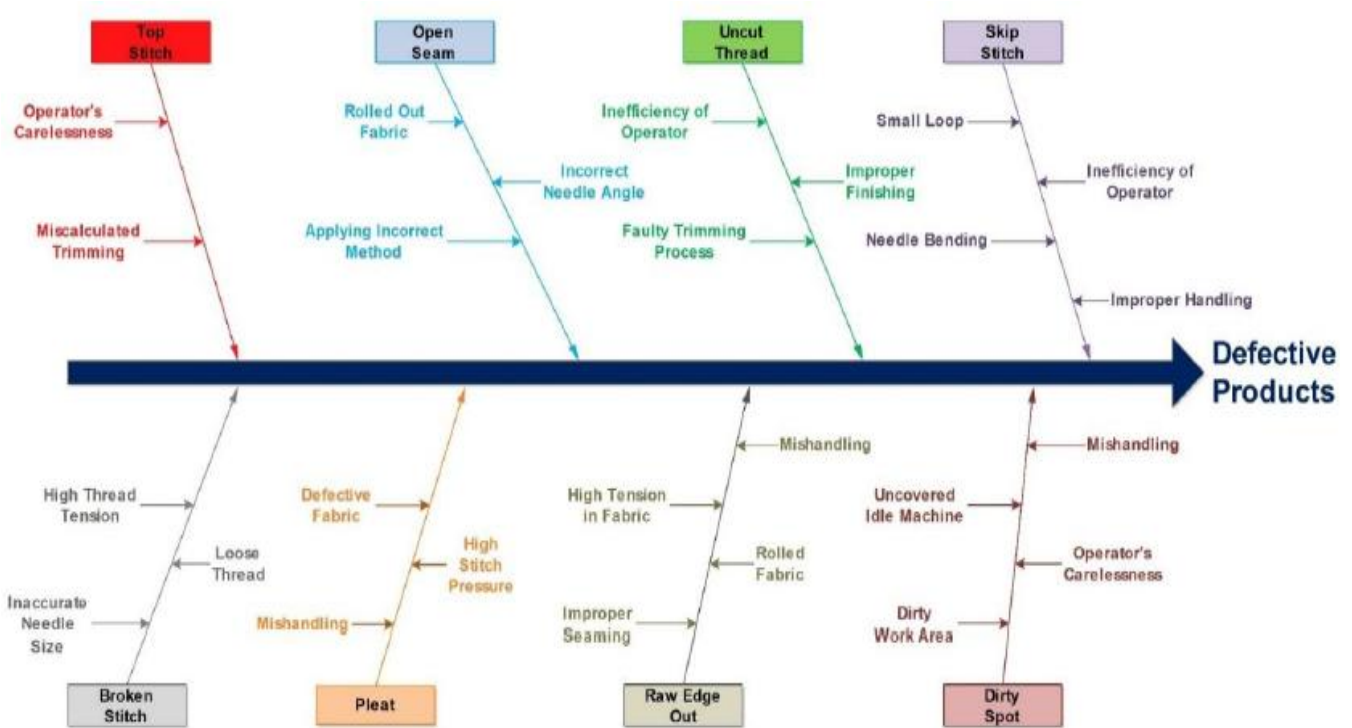 Top
Stitch
Open
Seam
Uncut
Thread
Skip
Stitch
Operator's
Carelessness
Miscalculated
Trimming
Rolled Out
Fabric
Incorrect
Needle Angle
Applying Incorrect
Method
Inefficiency of
Operator
Improper
Finishing
Faulty Trimming
Process
Small Loop
Inefficiency of
Operator
Needle Bending
Improper Handling
Defective
Products
High Thread
Tension
Loose
Thread
Inaccurate
Needle
Size
Defective
Fabric
High
Stitch
Pressure
Mishandling
Mishandling
High Tension
in Fabric
Rolled
Fabric
Improper
Seaming
Mishandling
Uncovered
Idle Machine
Operator's
Carelessness
Dirty
Work Area
Broken
Stitch
Pleat
Raw Edge
Out
Dirty
Spot